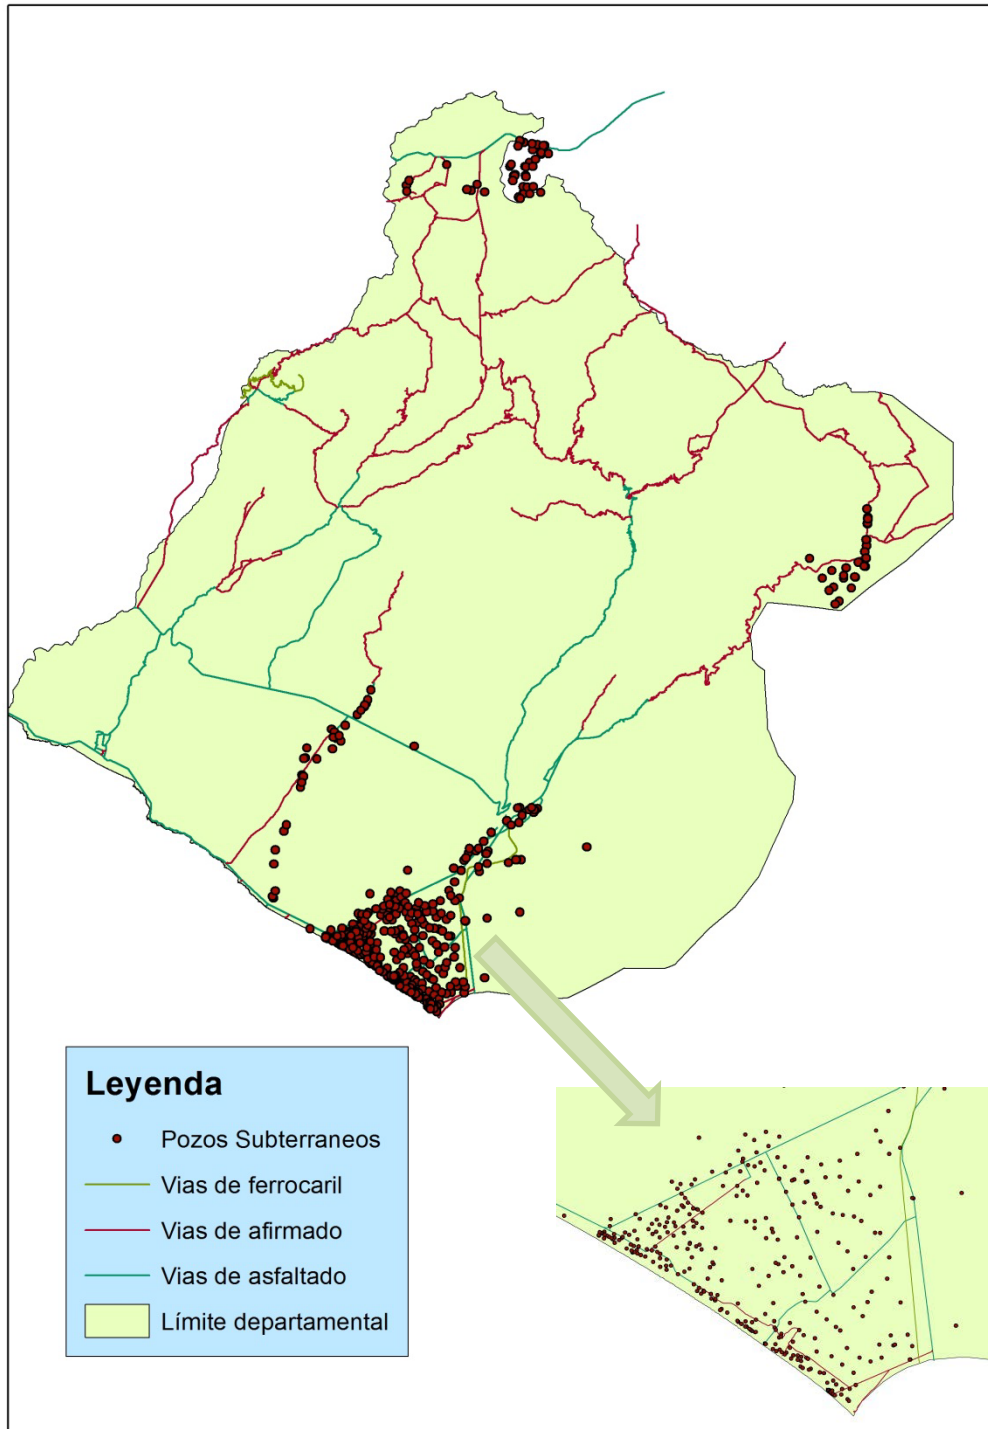 Leyenda
Pozos Subterraneos
Vias de ferrocaril
Vias de afirmado
Vias de asfaltado
Límite departamental